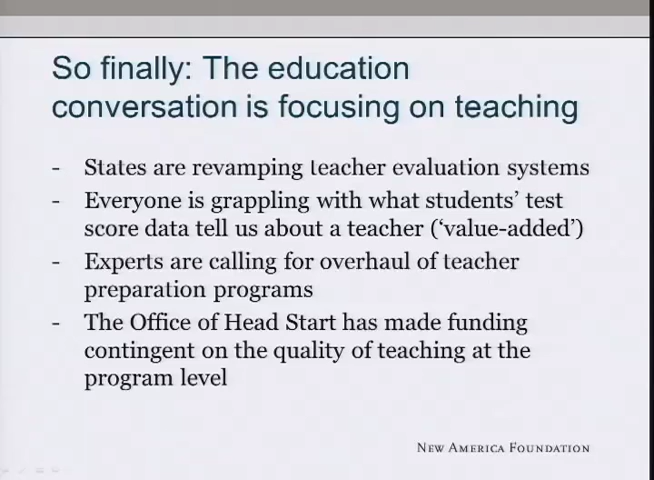 So finally: The education
conversation is focusing on teaching
- States are revamping teacher evaluation systems
- Everyone is grappling with what students’ test
score data tell us about a teacher (‘value-added’)
- Experts are calling for overhaul of teacher
preparation programs
- The Office of Head Start has made funding
contingent on the quality of teaching at the
program level
NEW AMERICA FOUNDATION